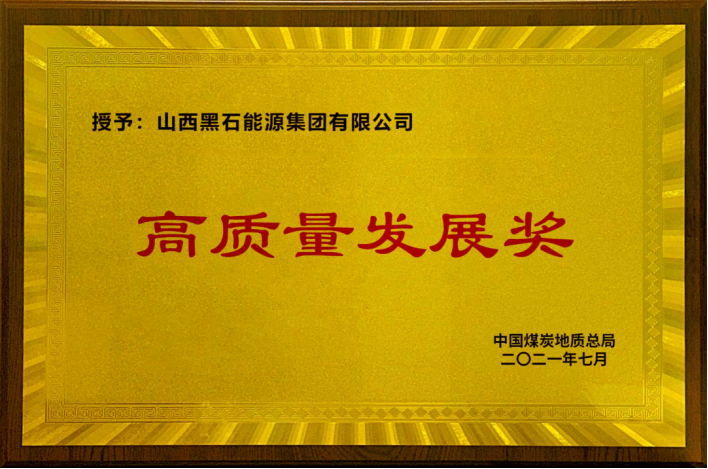 授予：山西黑石能源集团有限公司
高质量发展奖
中国煤炭地质总局
二〇二一年七月